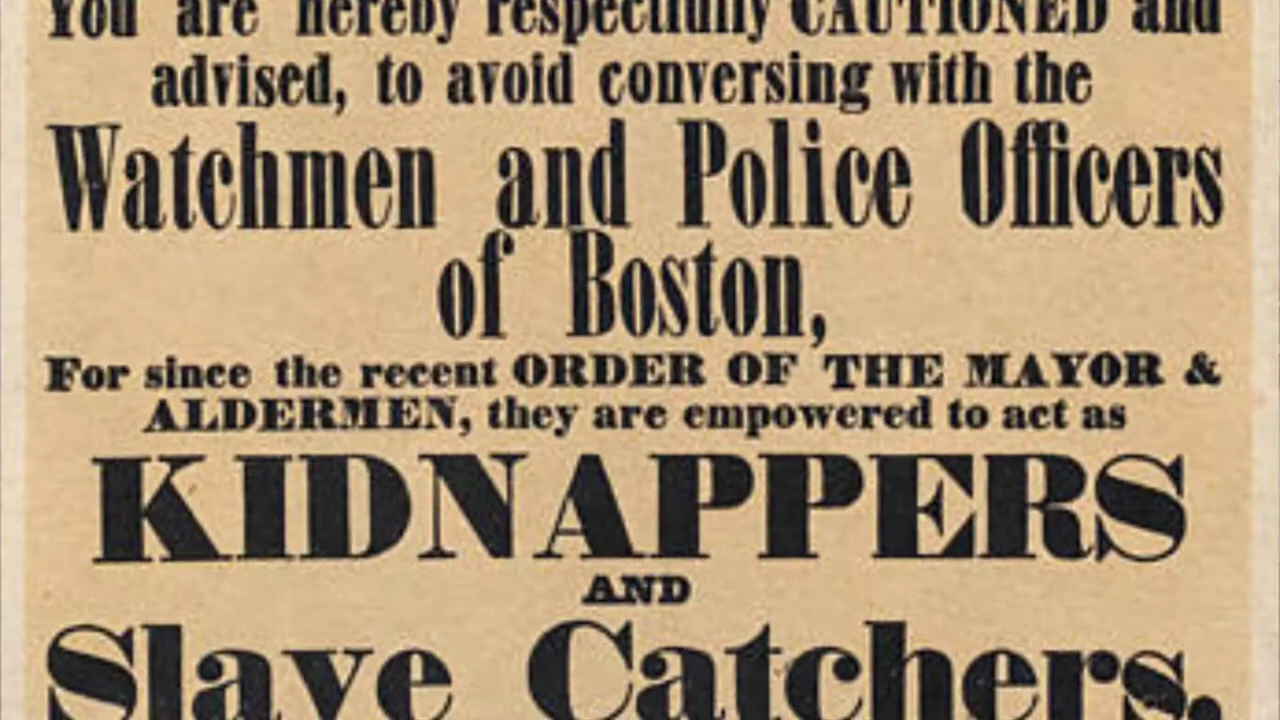 You are hereby respectfully CAUTIONED and
advised, to avoid conversing with the
Watchmen and Police Officers
of Boston,
For since the recent ORDER OF THE MAYOR &
ALDERMEN, they are empowered to act as
KIDNAPPERS
AND
Slave Catchers,